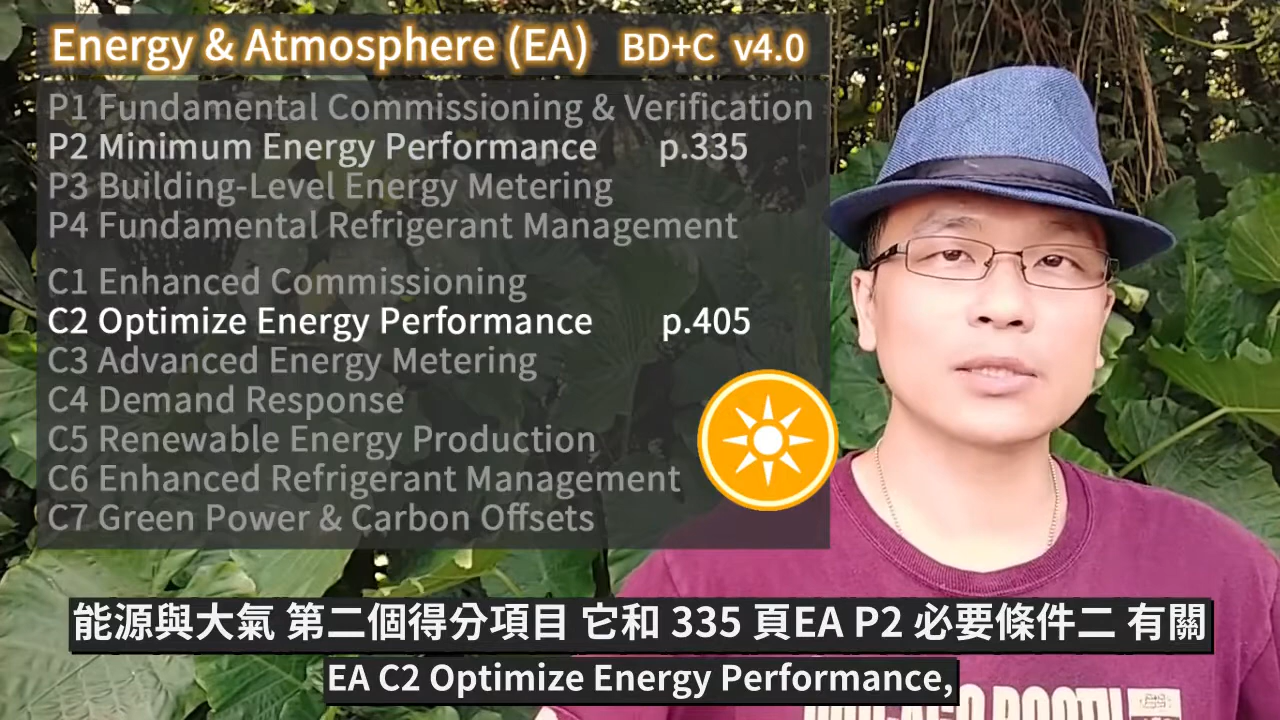 Energy & Atmosphere (EA) BD+C v4.0
P1 Fundamental Commissioning & Verification
P2 Minimum Energy Performance p.335
P3 Building-Level Energy Metering
P4 Fundamental Refrigerant Management
C1 Enhanced Commissioning
C2 Optimize Energy Performance p.405
C3 Advanced Energy Metering
C4 Demand Response
C5 Renewable Energy Production
C6 Enhanced Refrigerant Management
C7 Green Power & Carbon Offsets
能源與大氣 第二個得分項目 它和 335 頁EA P2 必要條件二 有關
EA C2 Optimize Energy Performance,